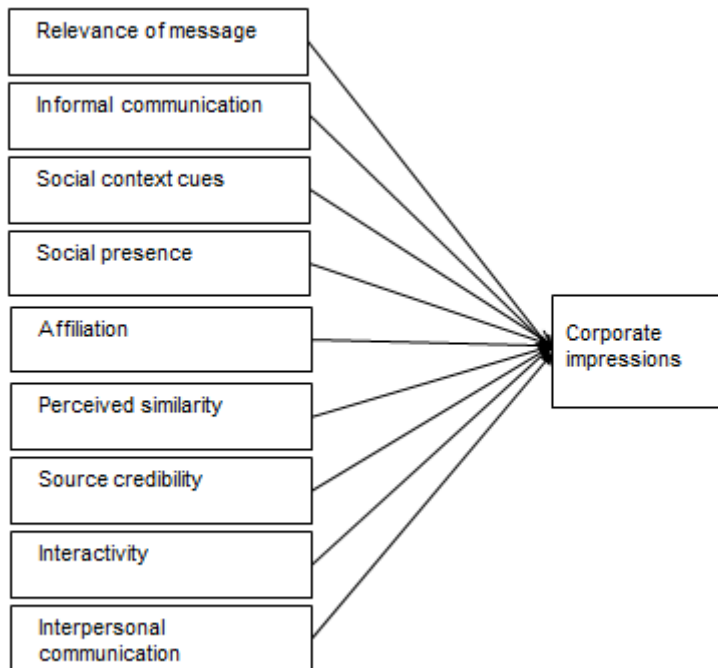 Relevance of message
Informal communication
Social context cues
Social presence
Affiliation
Perceived similarity
Source credibility
Interactivity
Interpersonal
communication
Corporate
impressions